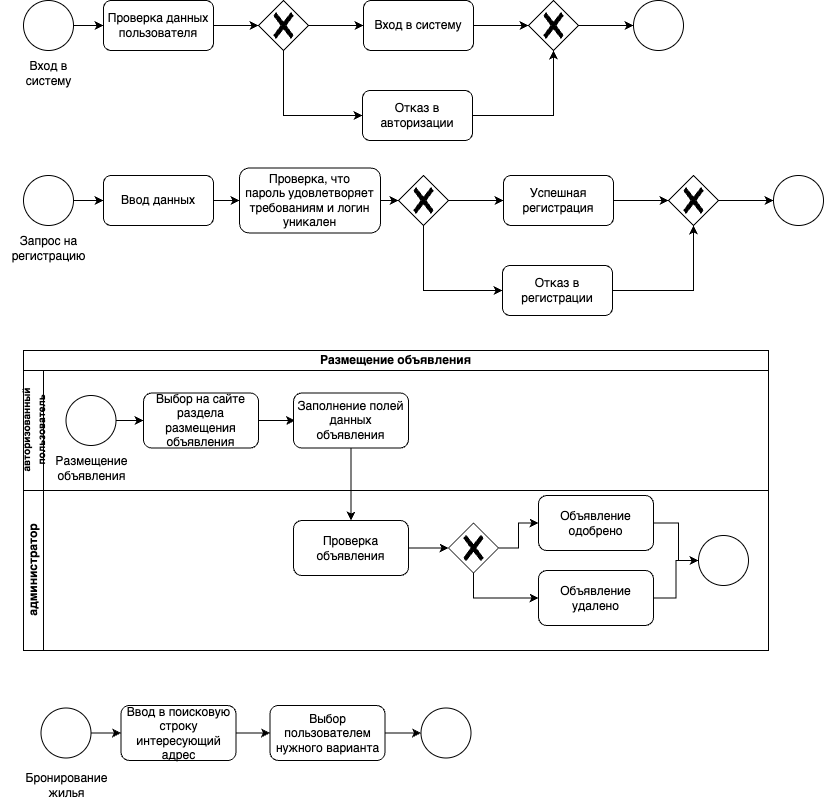 Проверка данных
пользователя
Вход в систему
Вход в
систему
Отказ в
авторизации
Ввод данных
Проверка, что
пароль удовлетворяет
требованиям и логин
уникален
Успешная
регистрация
Запрос на
регистрацию
Отказ в
регистрации
Размещение объявления
авторизованный
пользователь
Выбор на сайте
раздела
размещения
объявления
Заполнение полей
данных
объявления
Размещение
объявления
администратор
Проверка
объявления
Объявление
одобрено
Объявление
удалено
Ввод в поисковую
строку
интересующий
адрес
Выбор
пользователем
нужного варианта
Бронирование
жилья